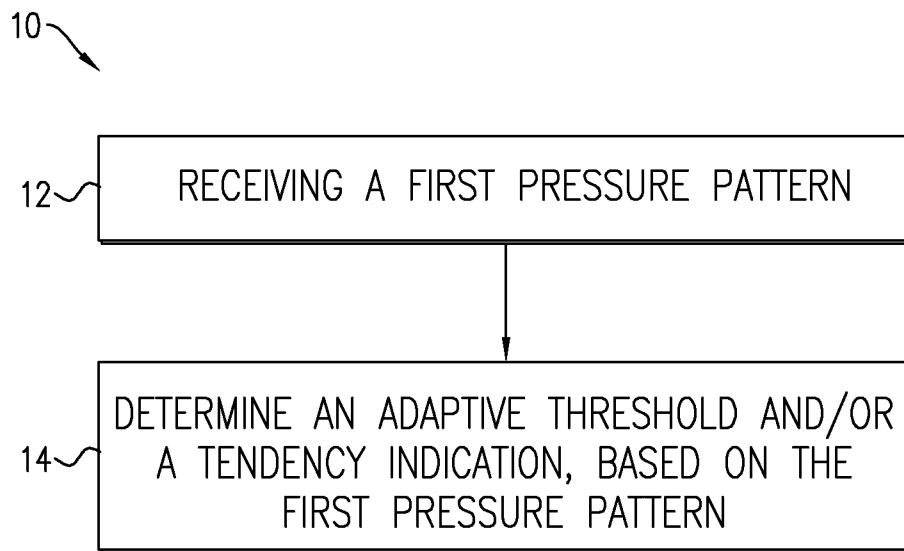 10
12
RECEIVING A FIRST PRESSURE PATTERN
14
DETERMINE AN ADAPTIVE THRESHOLD AND/OR
A TENDENCY INDICATION, BASED ON THE
FIRST PRESSURE PATTERN